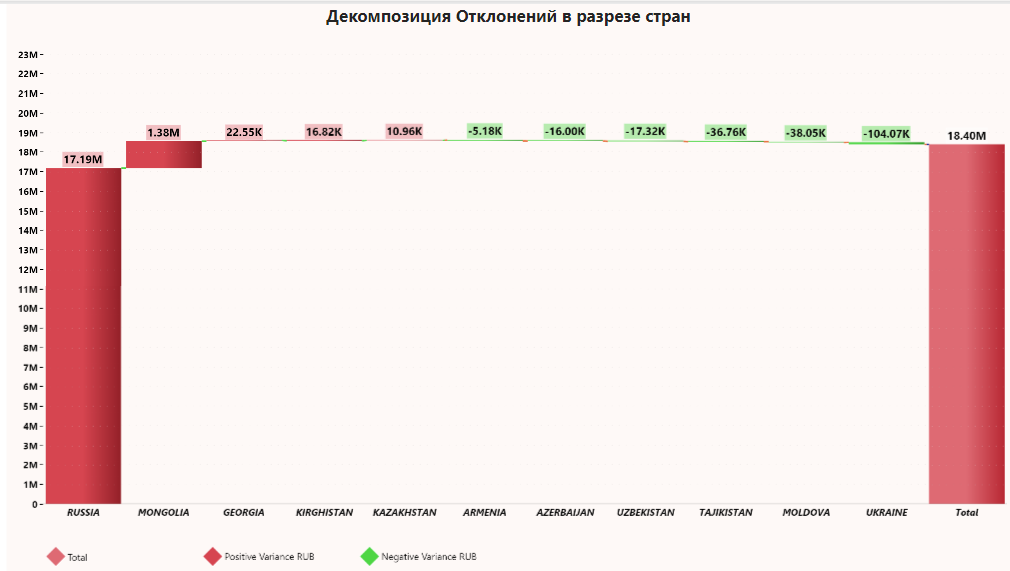 Декомпозиция Отклонений в разрезе стран
23M
22M
21M
20M
19M
18M
17M
16M
15M
14M
13M
12M
11M
10M
9M
8M
7M
6M
5M
4M
3M
2M
1M
0
17.19M
1.38M
22.55K
16.82K
10.96K
-5.18K
-16.00K
-17.32K
-36.76K
-38.05K
-104.07K
18.40M
RUSSIA
MONGOLIA
GEORGIA
KIRGHISTAN
KAZAKHSTAN
ARMENIA
AZERBAIJAN
UZBEKISTAN
TAJIKISTAN
MOLDOVA
UKRAINE
Total
Total
Positive Variance RUB
Negative Variance RUB